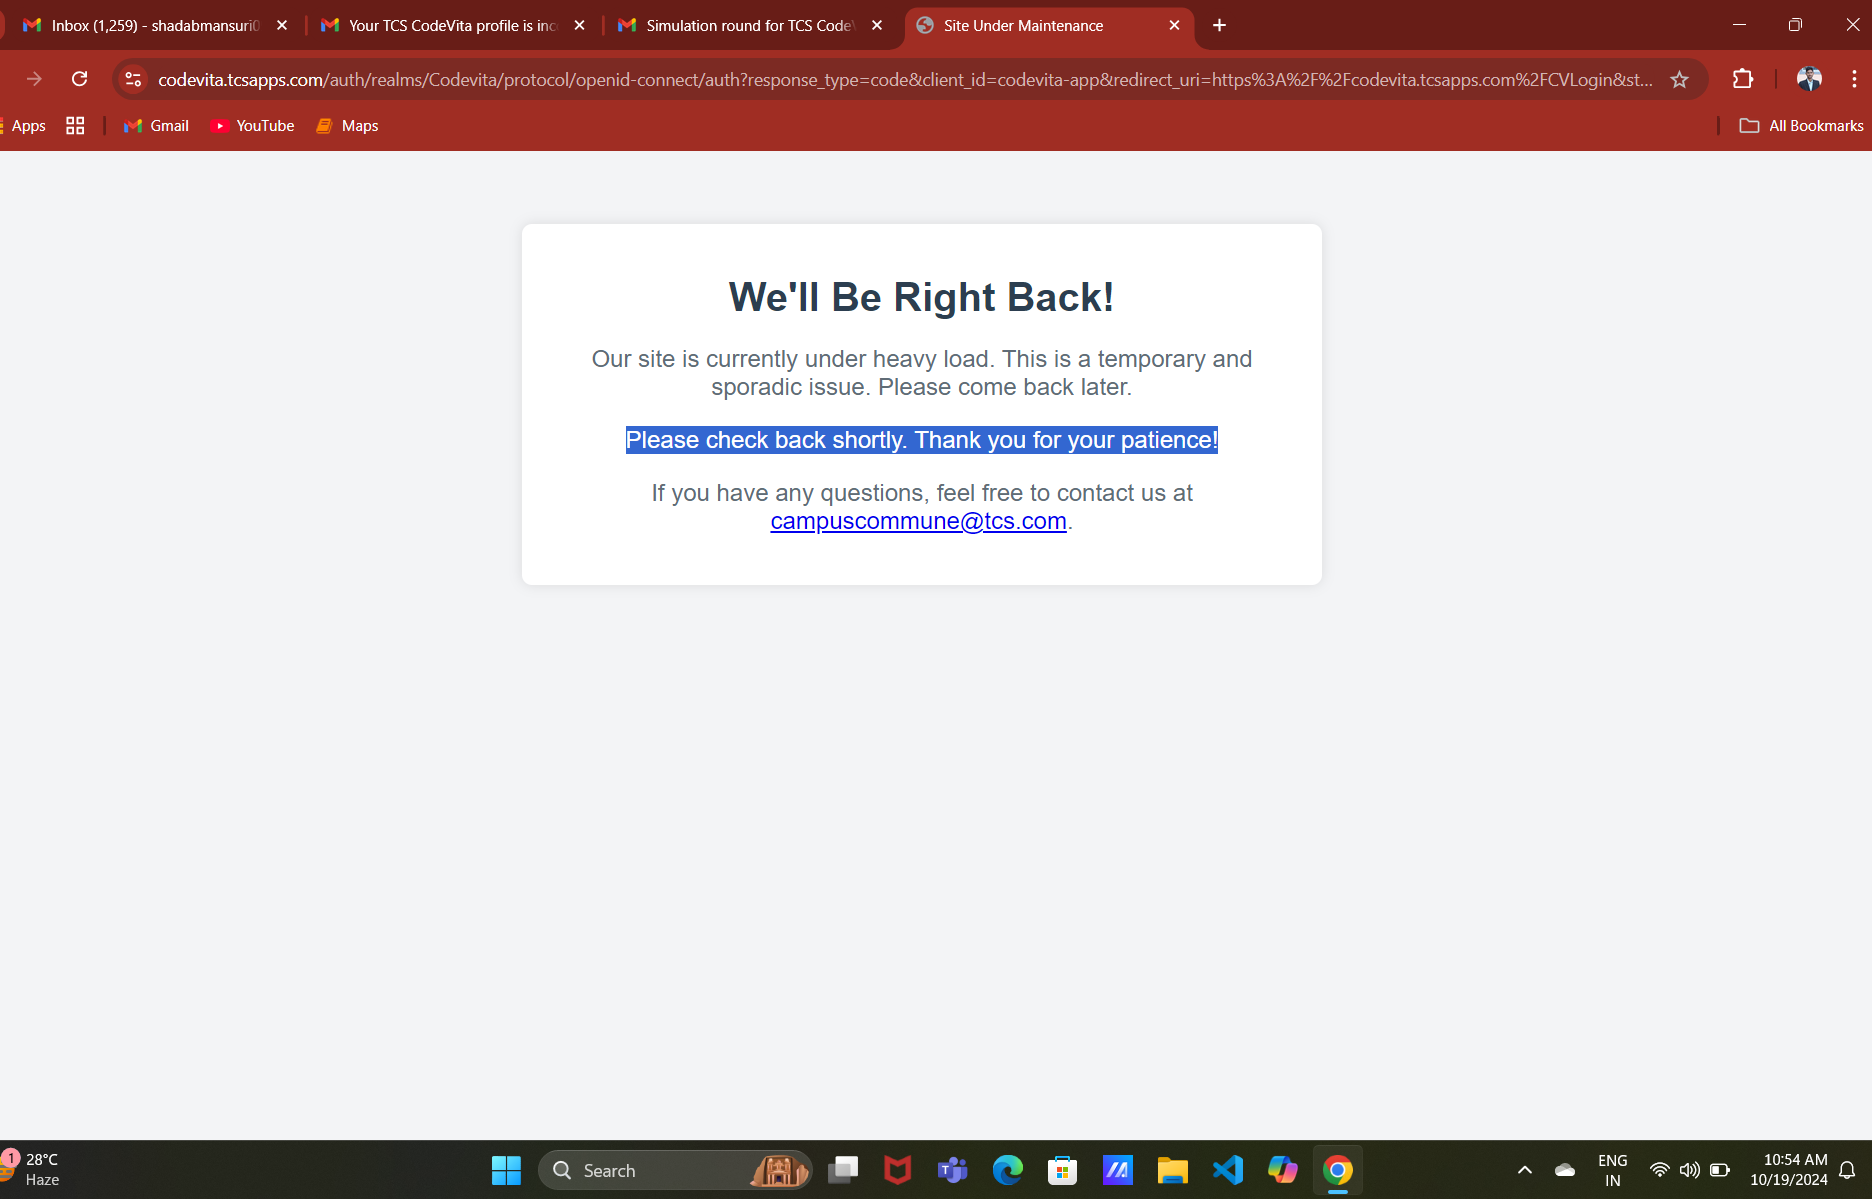 Inbox (1,259) - shadabmansuri0
Your TCS CodeVita profile is inc
Simulation round for TCS Code
Site Under Maintenance
codevita.tcsapps.com/auth/realms/Codevita/protocol/openid-connect/auth?response_type=code&client_id=codevita-app&redirect_uri=https%3A%2F%2Fcodevita.tcsapps.com%2FCVLogin&st...
Apps
Gmail
YouTube
Maps
All Bookmarks
We'll Be Right Back!
Our site is currently under heavy load. This is a temporary and
sporadic issue. Please come back later.
Please check back shortly. Thank you for your patience!
If you have any questions, feel free to contact us at
campuscommune@tcs.com.
1
28°C
Haze
Search
ENG
IN
10:54 AM
10/19/2024